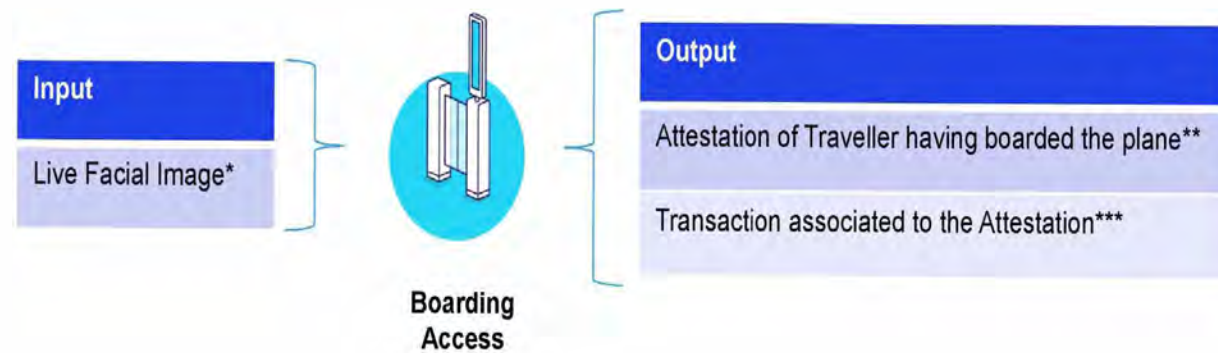 Input
Live Facial Image*
Boarding
Access
Output
Attestation of Traveller having boarded the plane**
Transaction associated to the Attestation***